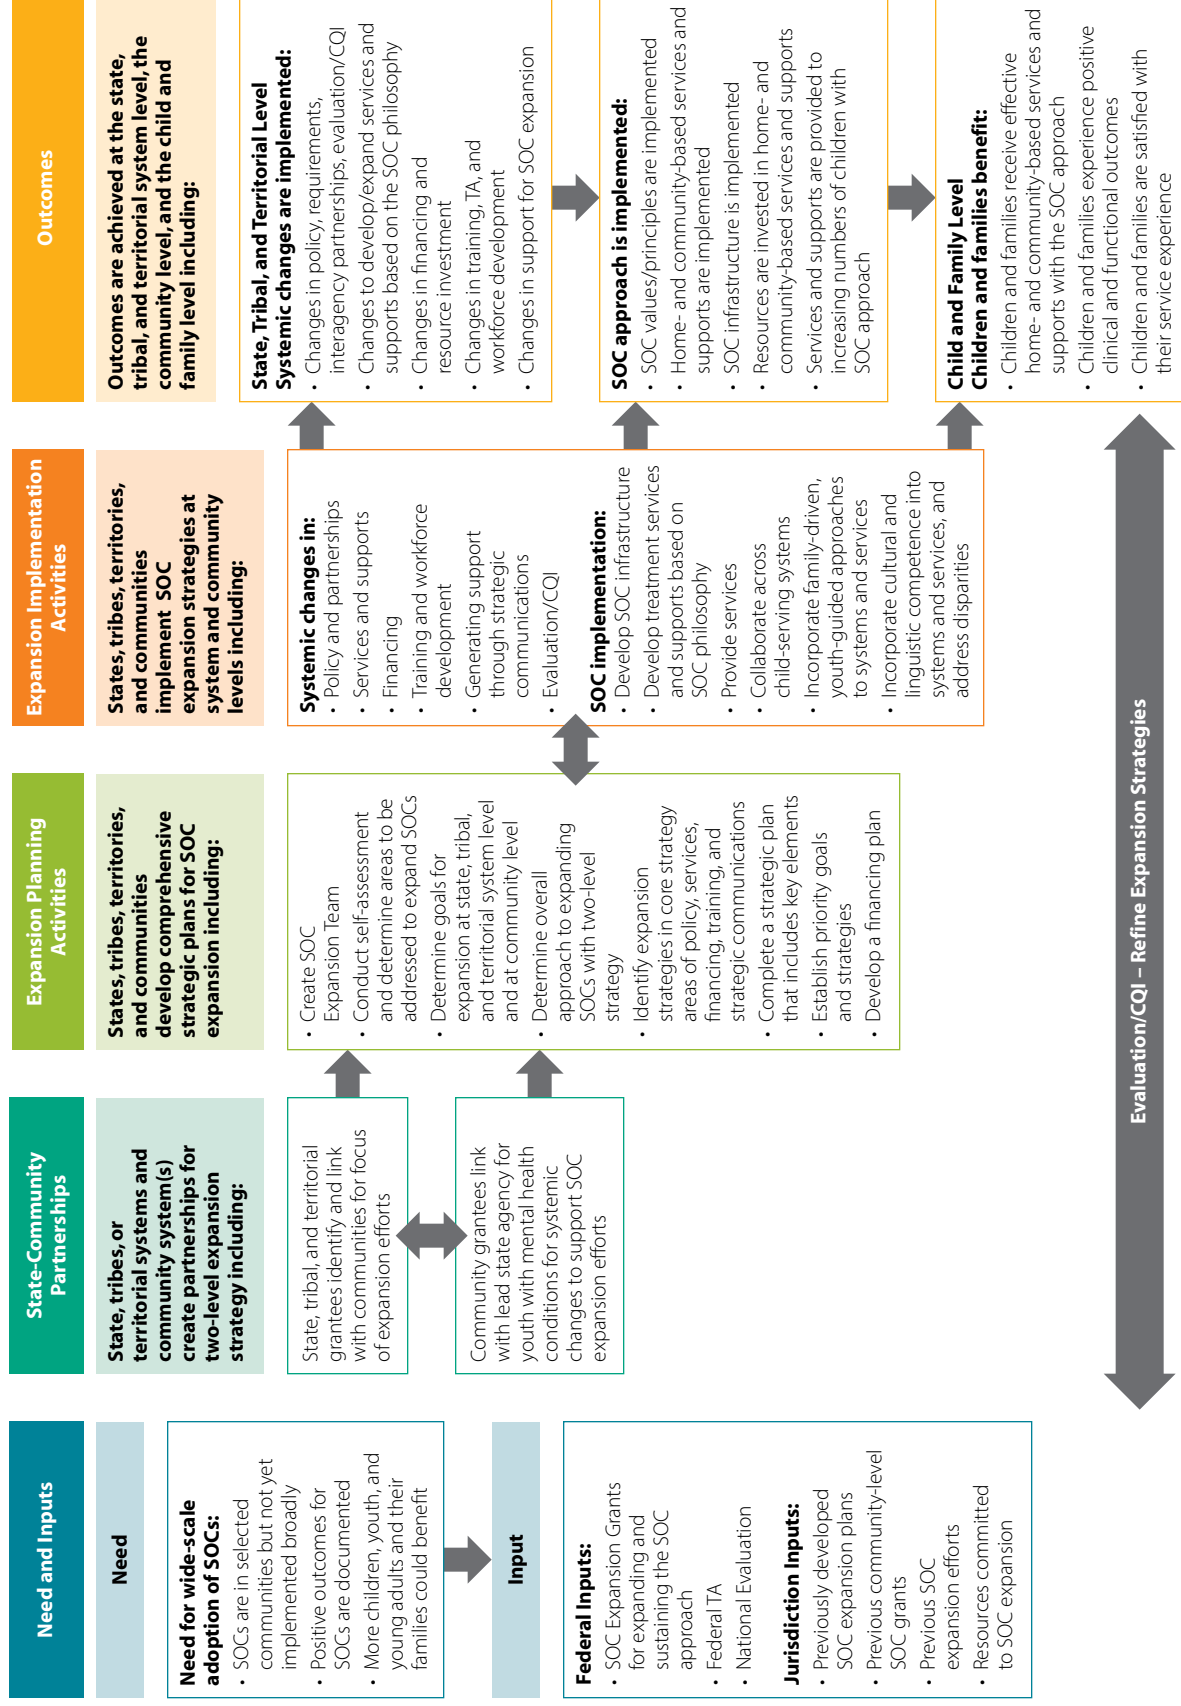 Need and Inputs
Need
Need for wide-scale
adoption of SOCs:
• SOCs are in selected
communities but not yet
implemented broadly
• Positive outcomes for
SOCs are documented
• More children, youth, and
young adults and their
families could benefit
Input
Federal Inputs:
• SOC Expansion Grants
for expanding and
sustaining the SOC
approach
• Federal TA
• National Evaluation
Jurisdiction Inputs:
• Previously developed
SOC expansion plans
• Previous community-level
SOC grants
• Previous SOC
expansion efforts
• Resources committed
to SOC expansion
State-Community
Partnerships
State, tribes, or
territorial systems and
community system(s)
create partnerships for
two-level expansion
strategy including:
State, tribal, and territorial
grantees identify and link
with communities for focus
of expansion efforts
Community grantees link
with lead state agency for
youth with mental health
conditions for systemic
changes to support SOC
expansion efforts
Expansion Planning
Activities
States, tribes, territories,
and communities
develop comprehensive
strategic plans for SOC
expansion including:
• Create SOC
Expansion Team
• Conduct self-assessment
and determine areas to be
addressed to expand SOCs
• Determine goals for
expansion at state, tribal,
and territorial system level
and at community level
• Determine overall
approach to expanding
SOCs with two-level
strategy
• Identify expansion
strategies in core strategy
areas of policy, services,
financing, training, and
strategic communications
• Complete a strategic plan
that includes key elements
• Establish priority goals
and strategies
• Develop a financing plan
Expansion Implementation
Activities
States, tribes, territories,
and communities
implement SOC
expansion strategies at
system and community
levels including:
Systemic changes in:
• Policy and partnerships
• Services and supports
• Financing
• Training and workforce
development
• Generating support
through strategic
communications
• Evaluation/CQI
SOC implementation:
• Develop SOC infrastructure
• Develop treatment services
and supports based on
SOC philosophy
• Provide services
• Collaborate across
child-serving systems
• Incorporate family-driven,
youth-guided approaches
to systems and services
• Incorporate cultural and
linguistic competence into
systems and services, and
address disparities
Outcomes
Outcomes are achieved at the state,
tribal, and territorial system level, the
community level, and the child and
family level including:
State, Tribal, and Territorial Level
Systemic changes are implemented:
• Changes in policy, requirements,
interagency partnerships, evaluation/CQI
• Changes to develop/expand services and
supports based on the SOC philosophy
• Changes in financing and
resource investment
• Changes in training, TA, and
workforce development
• Changes in support for SOC expansion
SOC approach is implemented:
• SOC values/principles are implemented
• Home- and community-based services and
supports are implemented
• SOC infrastructure is implemented
• Resources are invested in home- and
community-based services and supports
• Services and supports are provided to
increasing numbers of children with
SOC approach
Child and Family Level
Children and families benefit:
• Children and families receive effective
home- and community-based services and
supports with the SOC approach
• Children and families experience positive
clinical and functional outcomes
• Children and families are satisfied with
their service experience
Evaluation/CQI – Refine Expansion Strategies